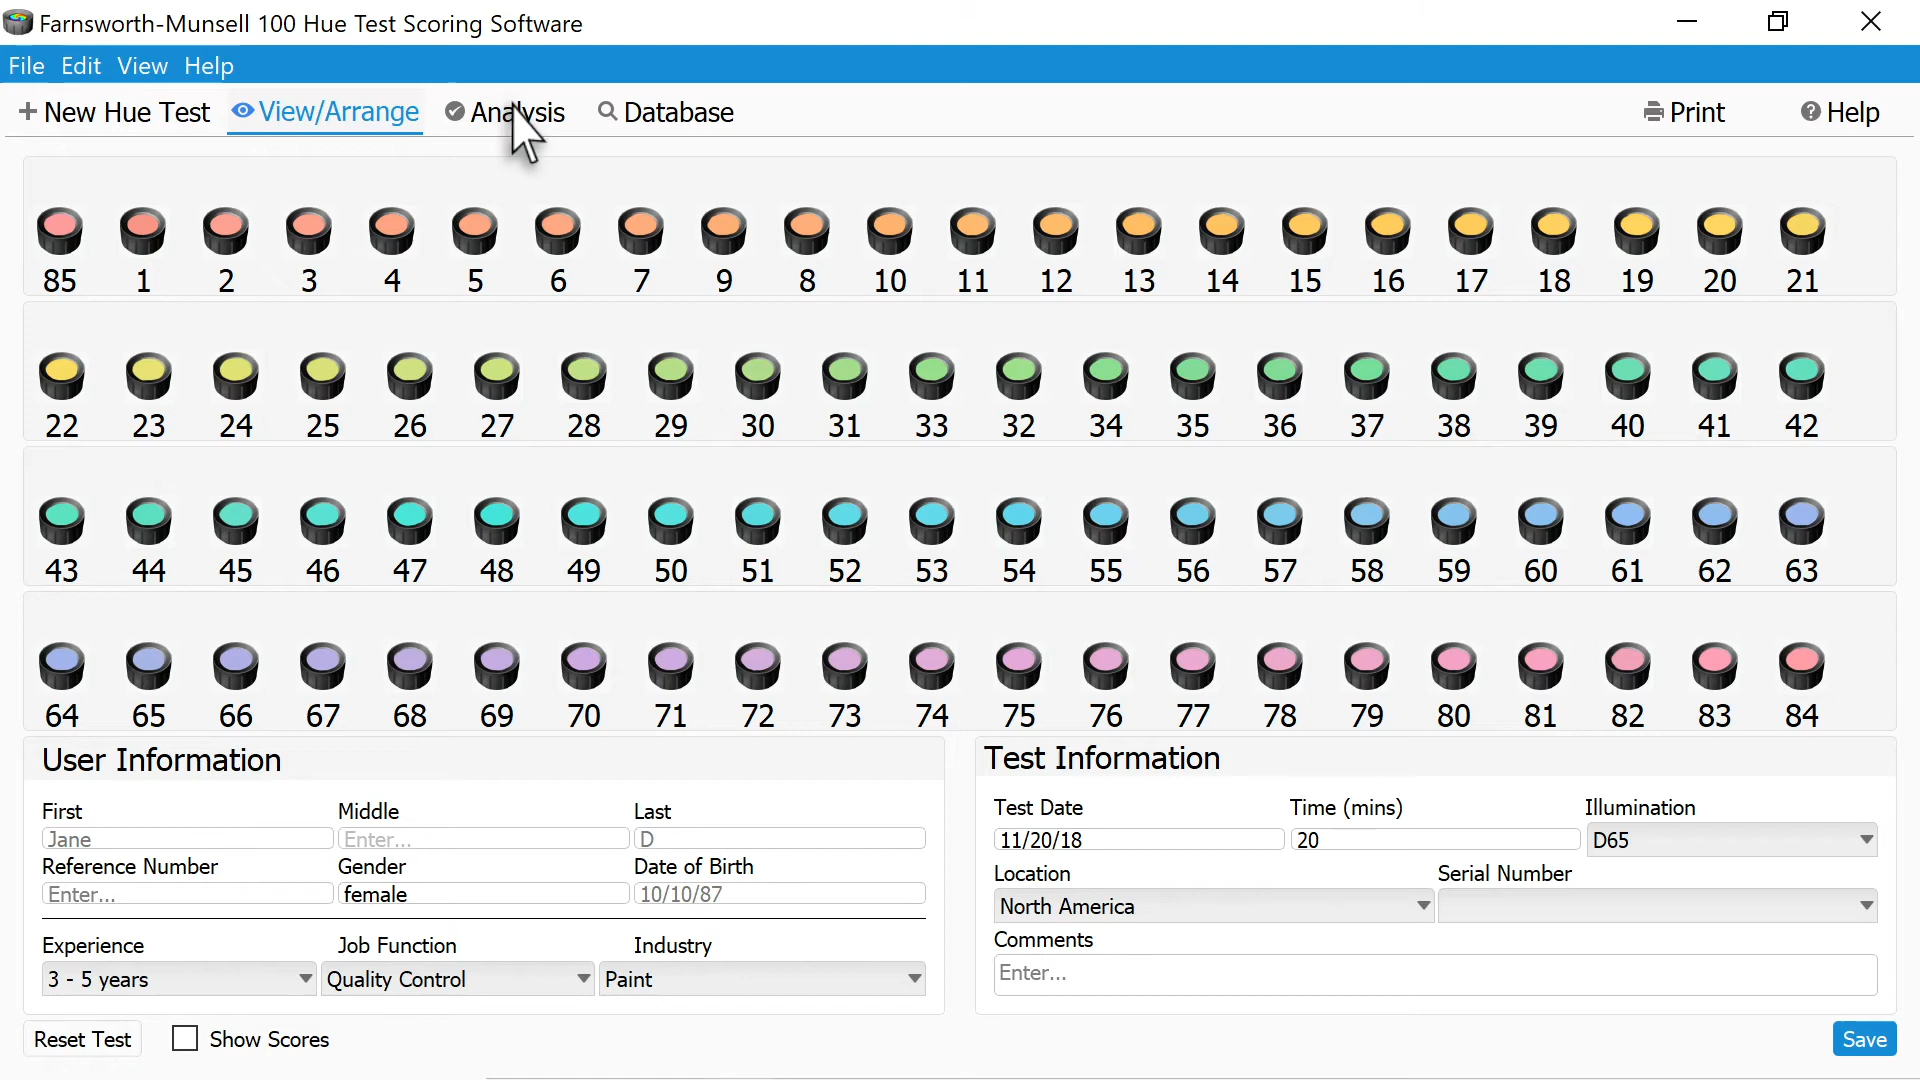 Farnsworth-Munsell 100 Hue Test Scoring Software
File Edit View Help
New Hue Test View/Arrange Analysis Database Print Help
85 1 2 3 4 5 6 7 9 8 10 11 12 13 14 15 16 17 18 19 20 21
22 23 24 25 26 27 28 29 30 31 33 32 34 35 36 37 38 39 40 41 42
43 44 45 46 47 48 49 50 51 52 53 54 55 56 57 58 59 60 61 62 63
64 65 66 67 68 69 70 71 72 73 74 75 76 77 78 79 80 81 82 83 84
User Information
First Middle Last
Jane Enter... D
Reference Number Gender Date of Birth
Enter... female 10/10/87
Experience Job Function Industry
3 - 5 years Quality Control Paint
Test Information
Test Date Time (mins) Illumination
11/20/18 20 D65
Location Serial Number
North America
Comments
Enter...
Reset Test Show Scores Save